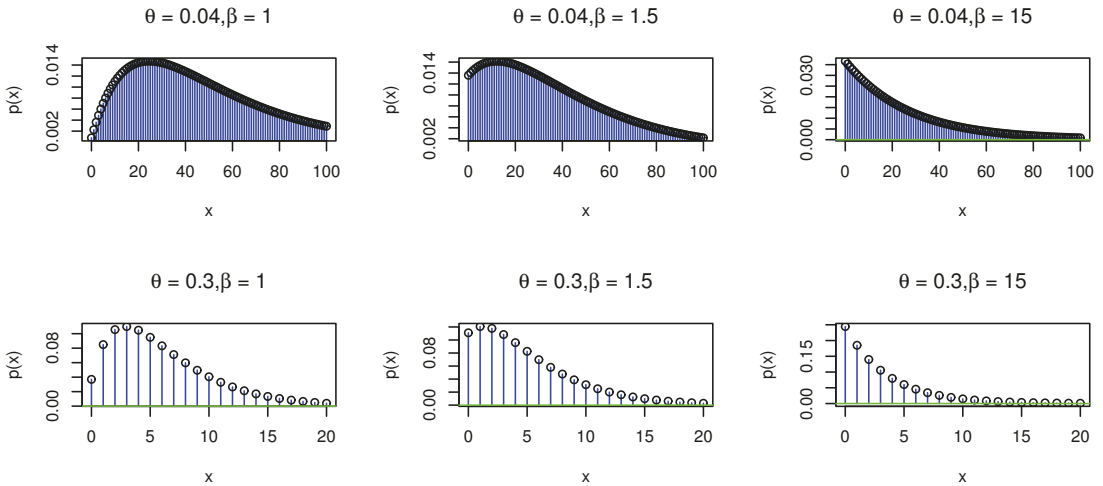 θ = 0.04,β = 1
p(x)
0.014
0.002
0 20 40 60 80 100
x
θ = 0.04,β = 1.5
p(x)
0.014
0.002
0 20 40 60 80 100
x
θ = 0.04,β = 15
p(x)
0.030
0.000
0 20 40 60 80 100
x
θ = 0.3,β = 1
p(x)
0.08
0.00
0 5 10 15 20
x
θ = 0.3,β = 1.5
p(x)
0.08
0.00
0 5 10 15 20
x
θ = 0.3,β = 15
p(x)
0.15
0.00
0 5 10 15 20
x